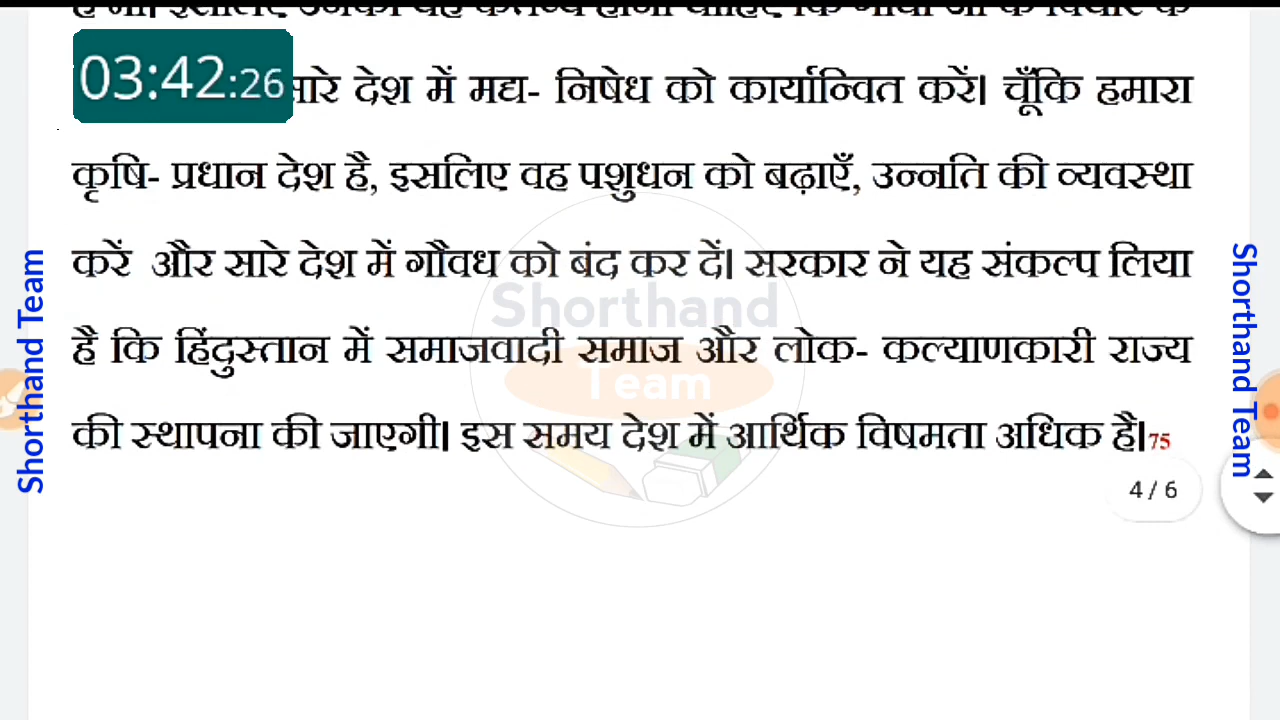 03:42:26
सारे देश में मद्य- निषेध को कार्यान्वित करें। चूँकि हमारा
कृषि- प्रधान देश है, इसलिए वह पशुधन को बढ़ाएँ, उन्नति की व्यवस्था
करें और सारे देश में गौवध को बंद कर दें। सरकार ने यह संकल्प लिया
है कि हिंदुस्तान में समाजवादी समाज और लोक- कल्याणकारी राज्य
की स्थापना की जाएगी। इस समय देश में आर्थिक विषमता अधिक है।75
4 / 6
Shorthand Team
Shorthand Team
Shorthand
Team